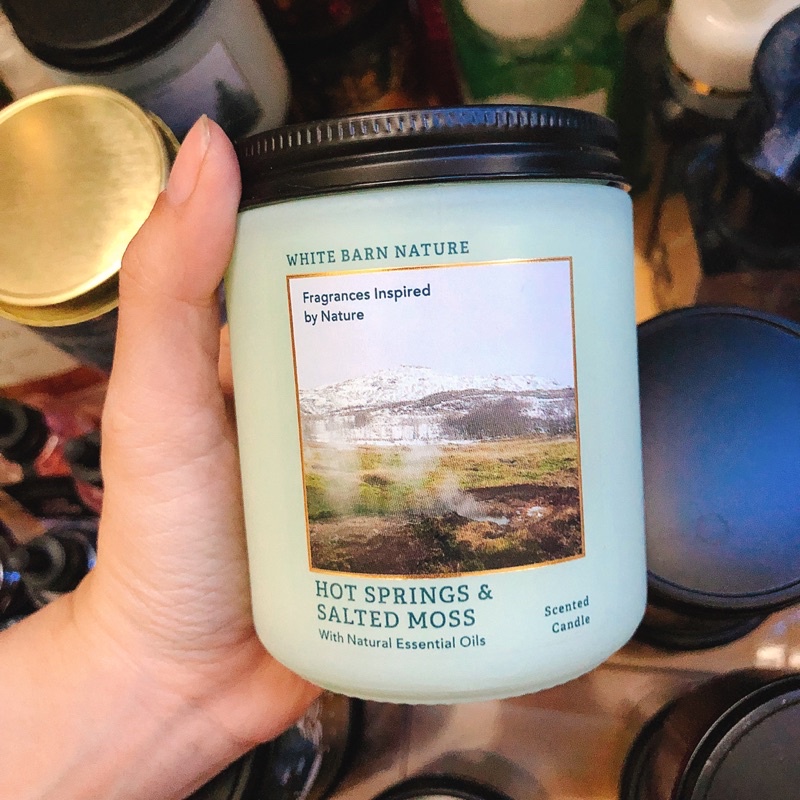 WHITE BARN NATURE
Fragrances Inspired
by Nature
HOT SPRINGS &
SALTED MOSS
With Natural Essential Oils
Scented
Candle